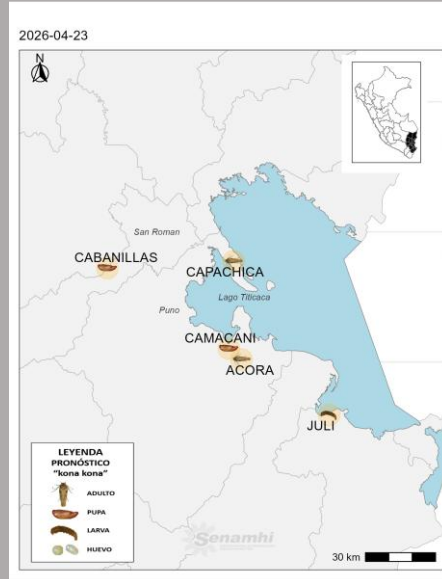 2026-04-23
N
San Roman
CABANILLAS
CAPACHICA
Lago Titicaca
Puno
CAMACANI
ACORA
JULI
LEYENDA
PRONÓSTICO
"kona kona"
ADULTO
PUPA
LARVA
HUEVO
Senamhi
30 km